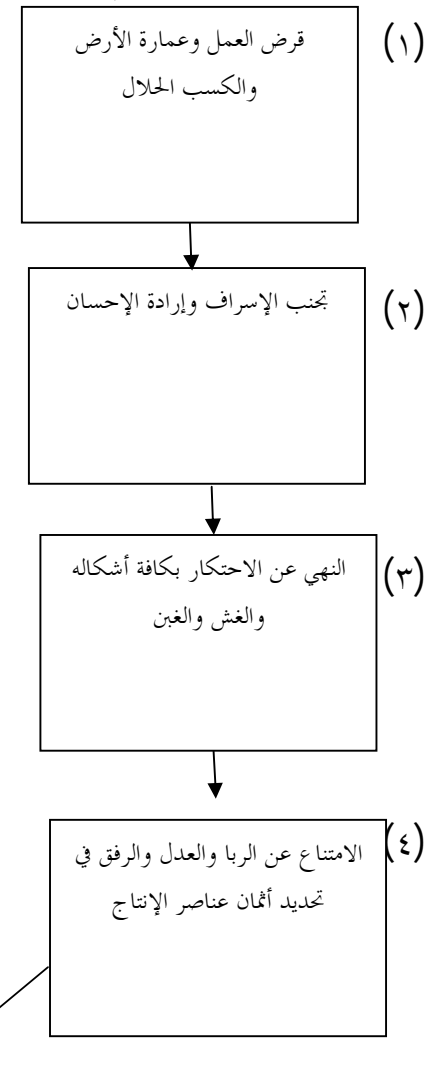 (١)
قرض العمل وعمارة الأرض
والكسب الحلال
(٢)
تجنب الإسراف وإرادة الإحسان
(٣)
النهي عن الاحتكار بكافة أشكاله
والغش والغبن
(٤)
الامتناع عن الربا والعدل والرفق في
تحديد أثمان عناصر الإنتاج